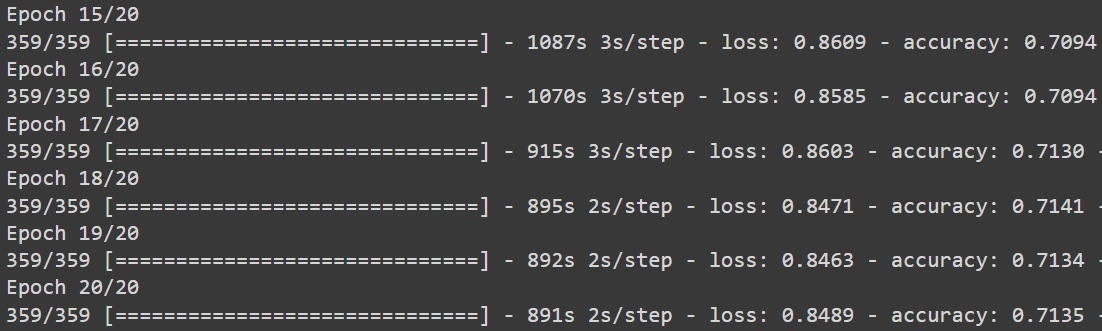 Epoch 15/20
359/359 [==============================] - 1087s 3s/step - loss: 0.8609 - accuracy: 0.7094
Epoch 16/20
359/359 [==============================] - 1070s 3s/step - loss: 0.8585 - accuracy: 0.7094
Epoch 17/20
359/359 [==============================] - 915s 3s/step - loss: 0.8603 - accuracy: 0.7130 -
Epoch 18/20
359/359 [==============================] - 895s 2s/step - loss: 0.8471 - accuracy: 0.7141 -
Epoch 19/20
359/359 [==============================] - 892s 2s/step - loss: 0.8463 - accuracy: 0.7134 -
Epoch 20/20
359/359 [==============================] - 891s 2s/step - loss: 0.8489 - accuracy: 0.7135 -